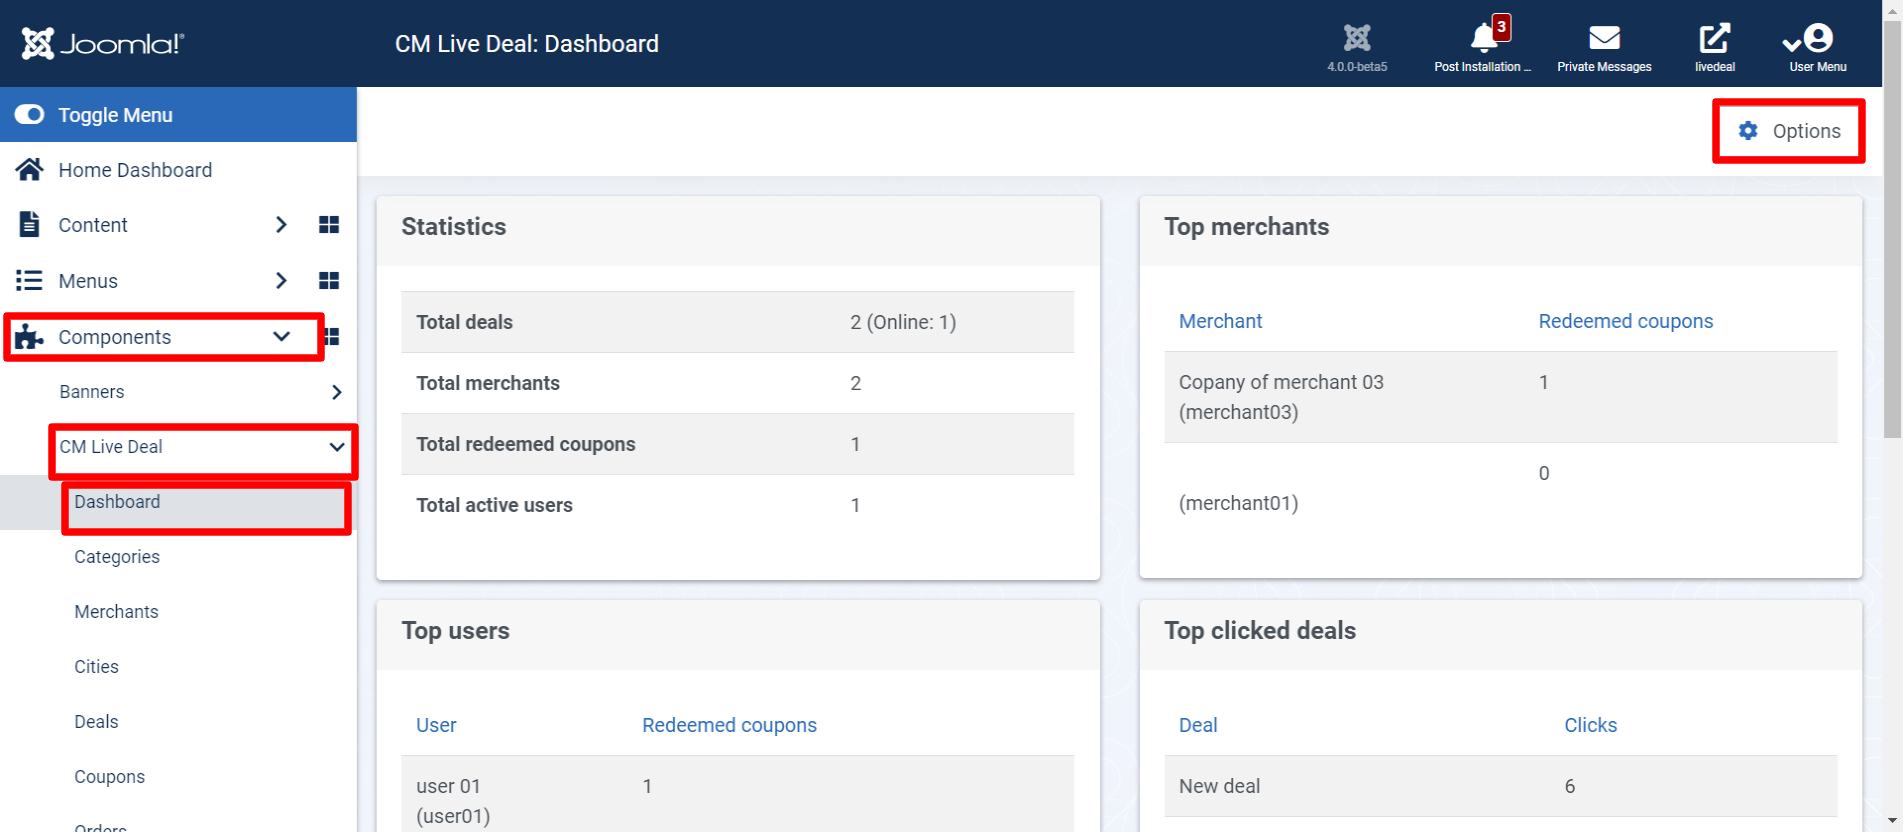 Joomla!®
CM Live Deal: Dashboard
4.0.0-beta5
3
Post Installation ...
Private Messages
livedeal
User Menu
Toggle Menu
Options
Home Dashboard
Content
Menus
Components
Banners
CM Live Deal
Dashboard
Categories
Merchants
Cities
Deals
Coupons
Orders
Statistics
Total deals 2 (Online: 1)
Total merchants 2
Total redeemed coupons 1
Total active users 1
Top merchants
Merchant Redeemed coupons
Copany of merchant 03 1
(merchant03)
0
(merchant01)
Top users
User Redeemed coupons
user 01 1
(user01)
Top clicked deals
Deal Clicks
New deal 6